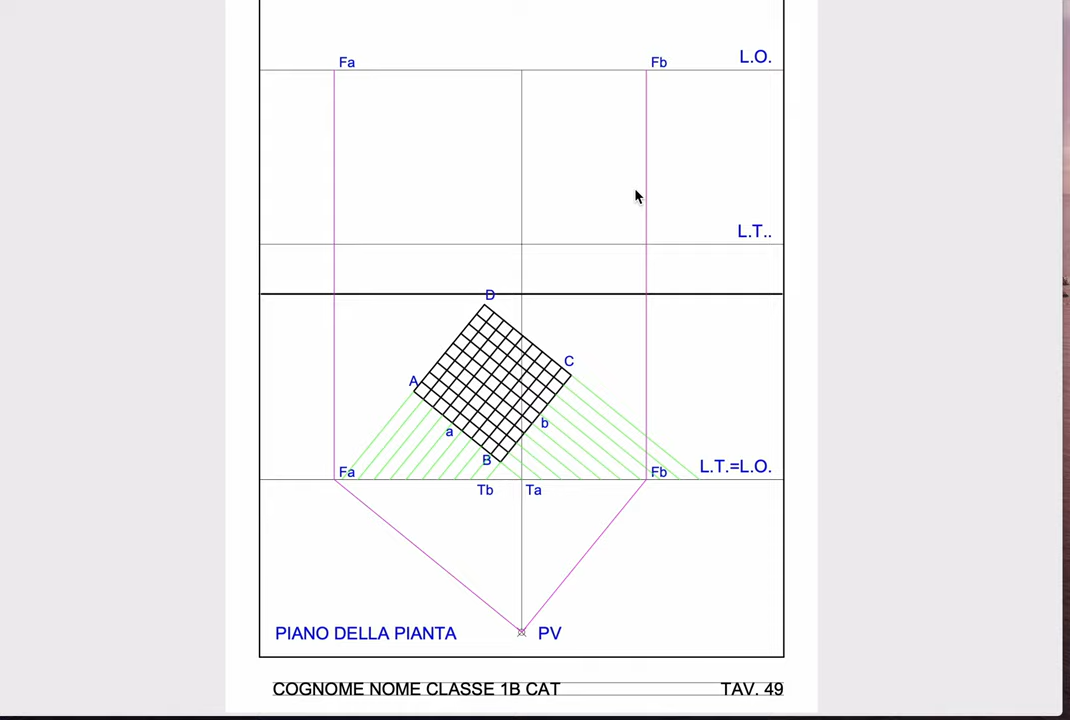 Fa Fb L.O.
L.T..
D
C
A
b
a
B
Fa Fb L.T.=L.O.
Tb Ta
PIANO DELLA PIANTA PV
COGNOME NOME CLASSE 1B CAT TAV. 49